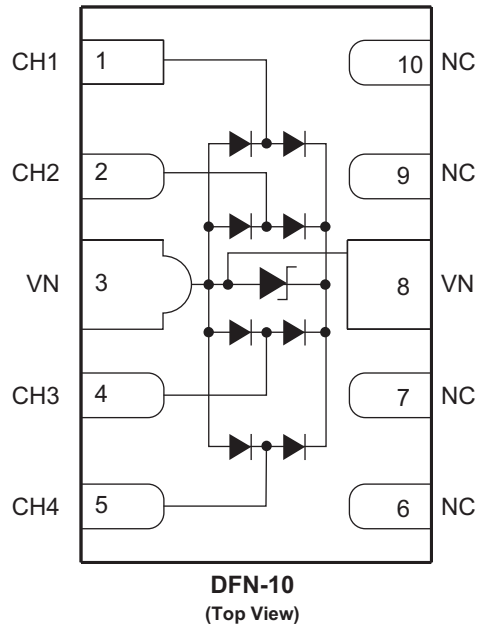 CH1 1 10 NC
CH2 2 9 NC
VN 3 8 VN
CH3 4 7 NC
CH4 5 6 NC
DFN-10
(Top View)